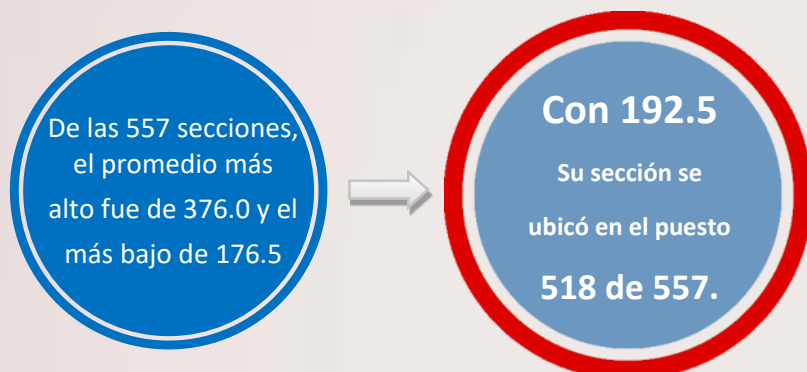 De las 557 secciones,
el promedio más
alto fue de 376.0 y el
más bajo de 176.5
Con 192.5
Su sección se
ubicó en el puesto
518 de 557.